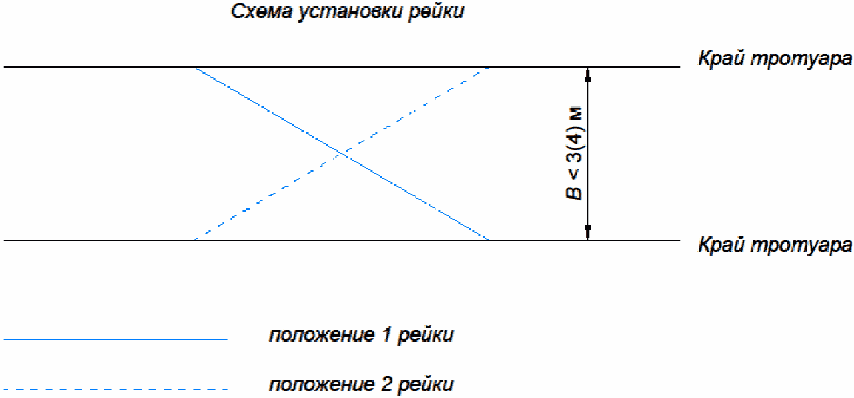 Схема установки рейки
Край тротуара
B < 3(4) м
Край тротуара
положение 1 рейки
положение 2 рейки